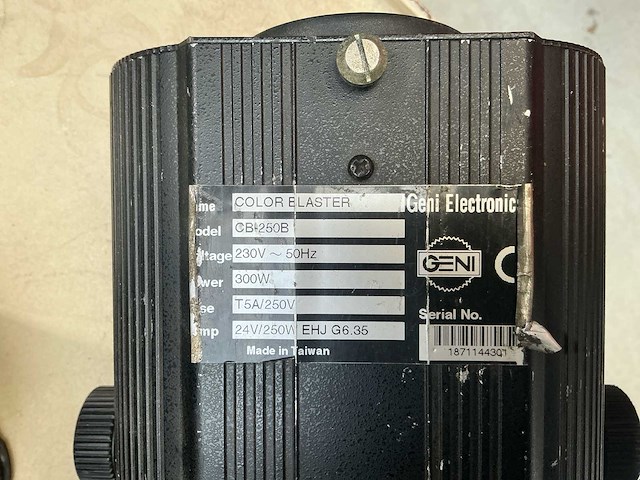 ame COLOR BLASTER
Geni Electronic
odel CB-250B
ltage 230V ~ 50Hz
wer 300W
se T5A/250V
mp 24V/250W EHJ G6.35
Made in Taiwan
GENI
Serial No.
1871144301